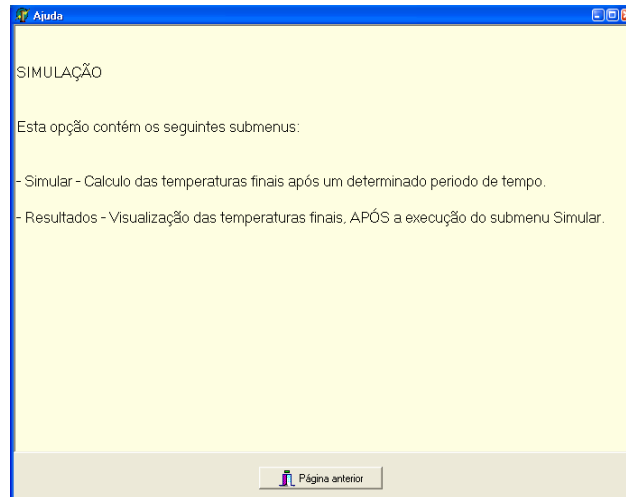 Ajuda
SIMULAÇÃO
Esta opção contém os seguintes submenus:
- Simular - Calculo das temperaturas finais após um determinado periodo de tempo.
- Resultados - Visualização das temperaturas finais, APÓS a execução do submenu Simular.
Página anterior